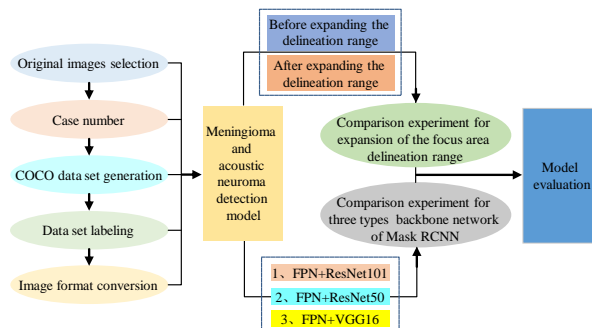 Original images selection
Case number
COCO data set generation
Data set labeling
Image format conversion
Meningioma
and
acoustic
neuroma
detection
model
Before expanding the
delineation range
After expanding the
delineation range
Comparison experiment for
expansion of the focus area
delineation range
Comparison experiment for
three types backbone network
of Mask RCNN
1、FPN+ResNet101
2、FPN+ResNet50
3、FPN+VGG16
Model
evaluation